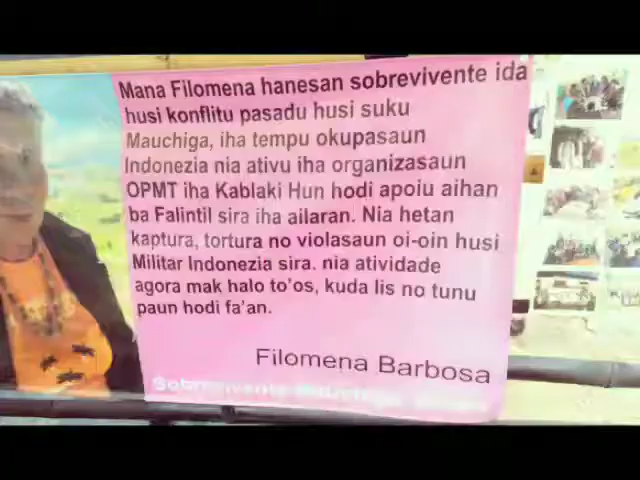 Mana Filomena hanesan sobrevivente ida
husi konflitu pasadu husi suku
Mauchiga, iha tempu okupasaun
Indonezia nia ativu iha organizasaun
OPMT iha Kablaki Hun hodi apoiu aihan
ba Falintil sira iha ailaran. Nia hetan
kaptura, tortura no violasaun oi-oin husi
Militar Indonezia sira. nia atividade
agora mak halo to'os, kuda lis no tunu
paun hodi fa'an.
Filomena Barbosa
Sobrevivente Mauchiga,